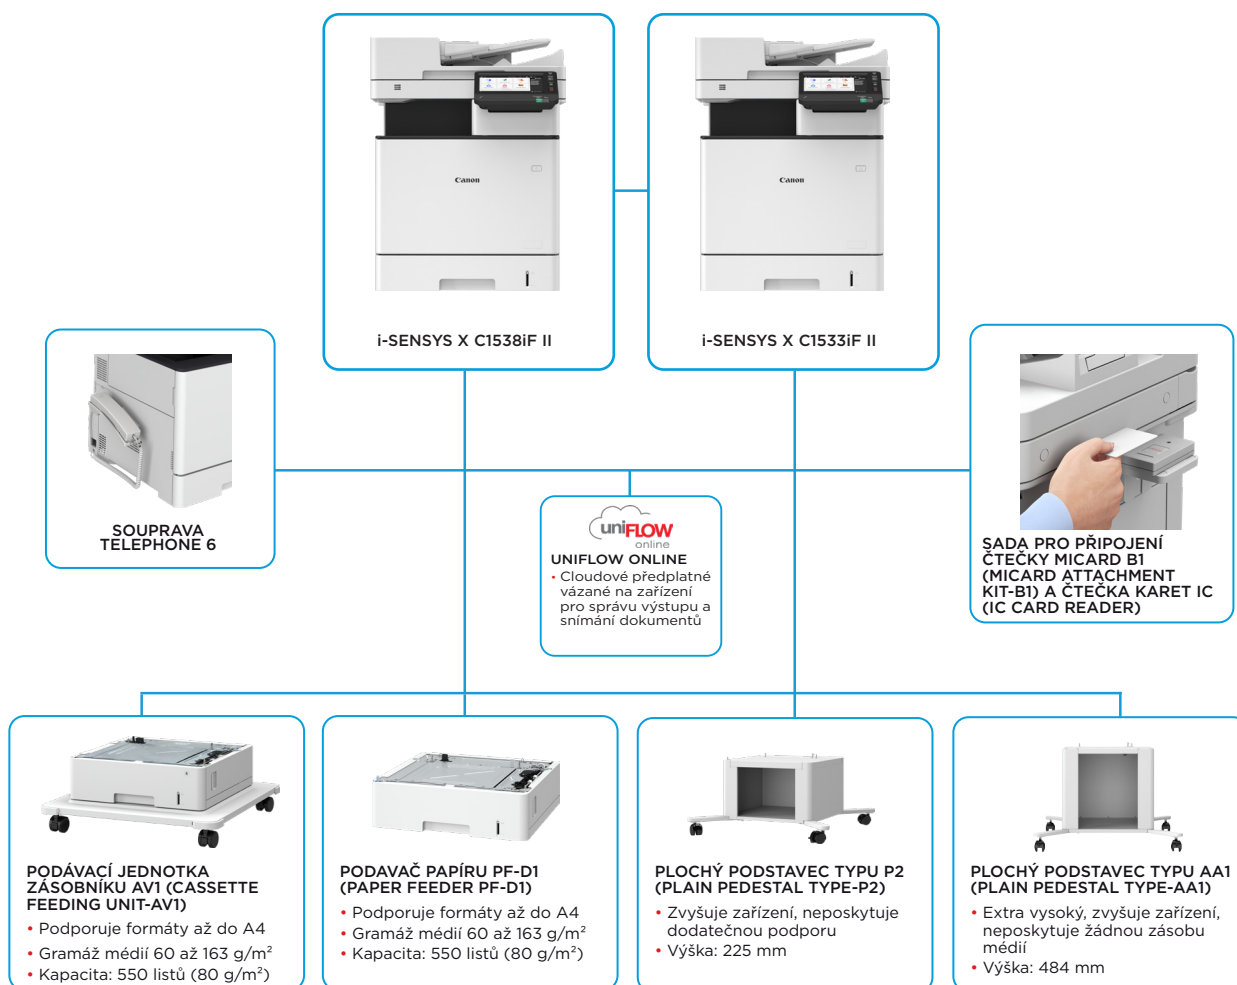 Canon
Canon
i-SENSYS X C1538iF II
i-SENSYS X C1533iF II
SOUPRAVA
TELEPHONE 6
uniFLOW
online
UNIFLOW ONLINE
• Cloudové předplatné
vázané na zařízení
pro správu výstupu a
snímání dokumentů
SADA PRO PŘIPOJENÍ
ČTEČKY MICARD B1
(MICARD ATTACHMENT
KIT-B1) A ČTEČKA KARET IC
(IC CARD READER)
PODÁVACÍ JEDNOTKA
ZÁSOBNÍKU AV1 (CASSETTE
FEEDING UNIT-AV1)
• Podporuje formáty až do A4
• Gramáž médií 60 až 163 g/m²
• Kapacita: 550 listů (80 g/m²)
PODAVAČ PAPÍRU PF-D1
(PAPER FEEDER PF-D1)
• Podporuje formáty až do A4
• Gramáž médií 60 až 163 g/m²
• Kapacita: 550 listů (80 g/m²)
PLOCHÝ PODSTAVEC TYPU P2
(PLAIN PEDESTAL TYPE-P2)
• Zvyšuje zařízení, neposkytuje
dodatečnou podporu
• Výška: 225 mm
PLOCHÝ PODSTAVEC TYPU AA1
(PLAIN PEDESTAL TYPE-AA1)
• Extra vysoký, zvyšuje zařízení,
neposkytuje žádnou zásobu
médií
• Výška: 484 mm